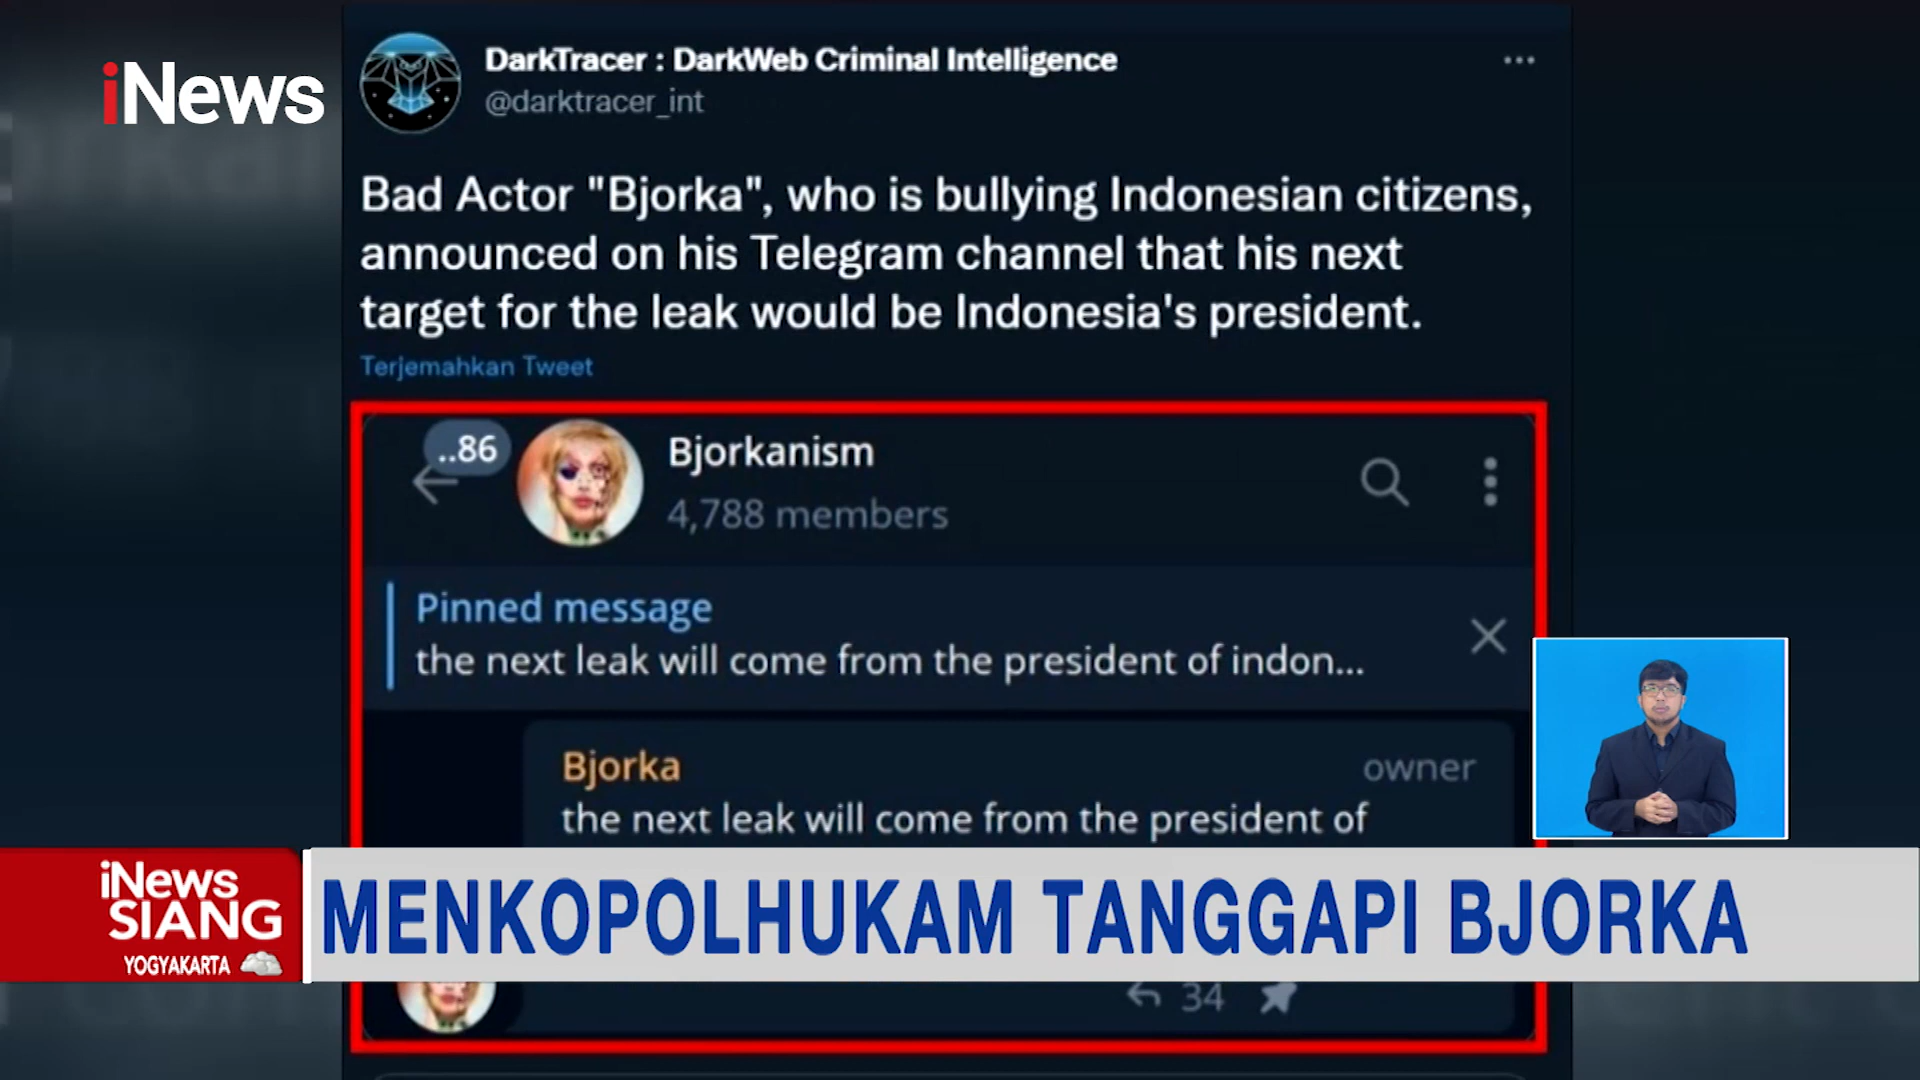 iNews
DarkTracer : DarkWeb Criminal Intelligence
@darktracer_int
Bad Actor "Bjorka", who is bullying Indonesian citizens,
announced on his Telegram channel that his next
target for the leak would be Indonesia's president.
Terjemahkan Tweet
..86
Bjorkanism
4,788 members
Pinned message
the next leak will come from the president of indon...
Bjorka owner
the next leak will come from the president of
iNews
SIANG
YOGYAKARTA
MENKOPOLHUKAM TANGGAPI BJORKA
34